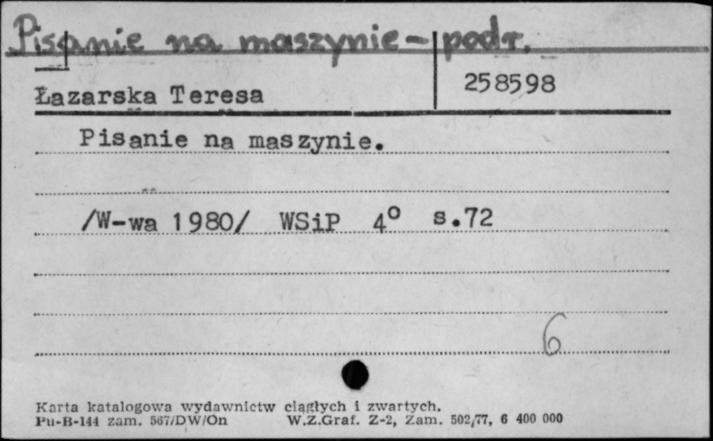 Pisanie na maszynie - podr.
258598
Łazarska Teresa
Pisanie na maszynie.
/W-wa 1980/ WSiP 4° s.72
6
Karta katalogowa wydawnictw ciągłych i zwartych.
Pu-B-144 zam. 567/DW/On W.Z.Graf. Z-2, Zam. 502/77, 6 400 000